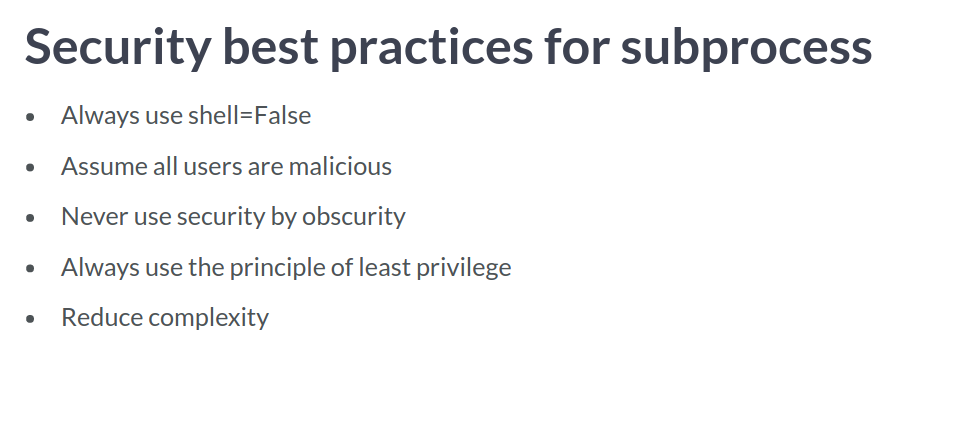 Security best practices for subprocess
• Always use shell=False
• Assume all users are malicious
• Never use security by obscurity
• Always use the principle of least privilege
• Reduce complexity